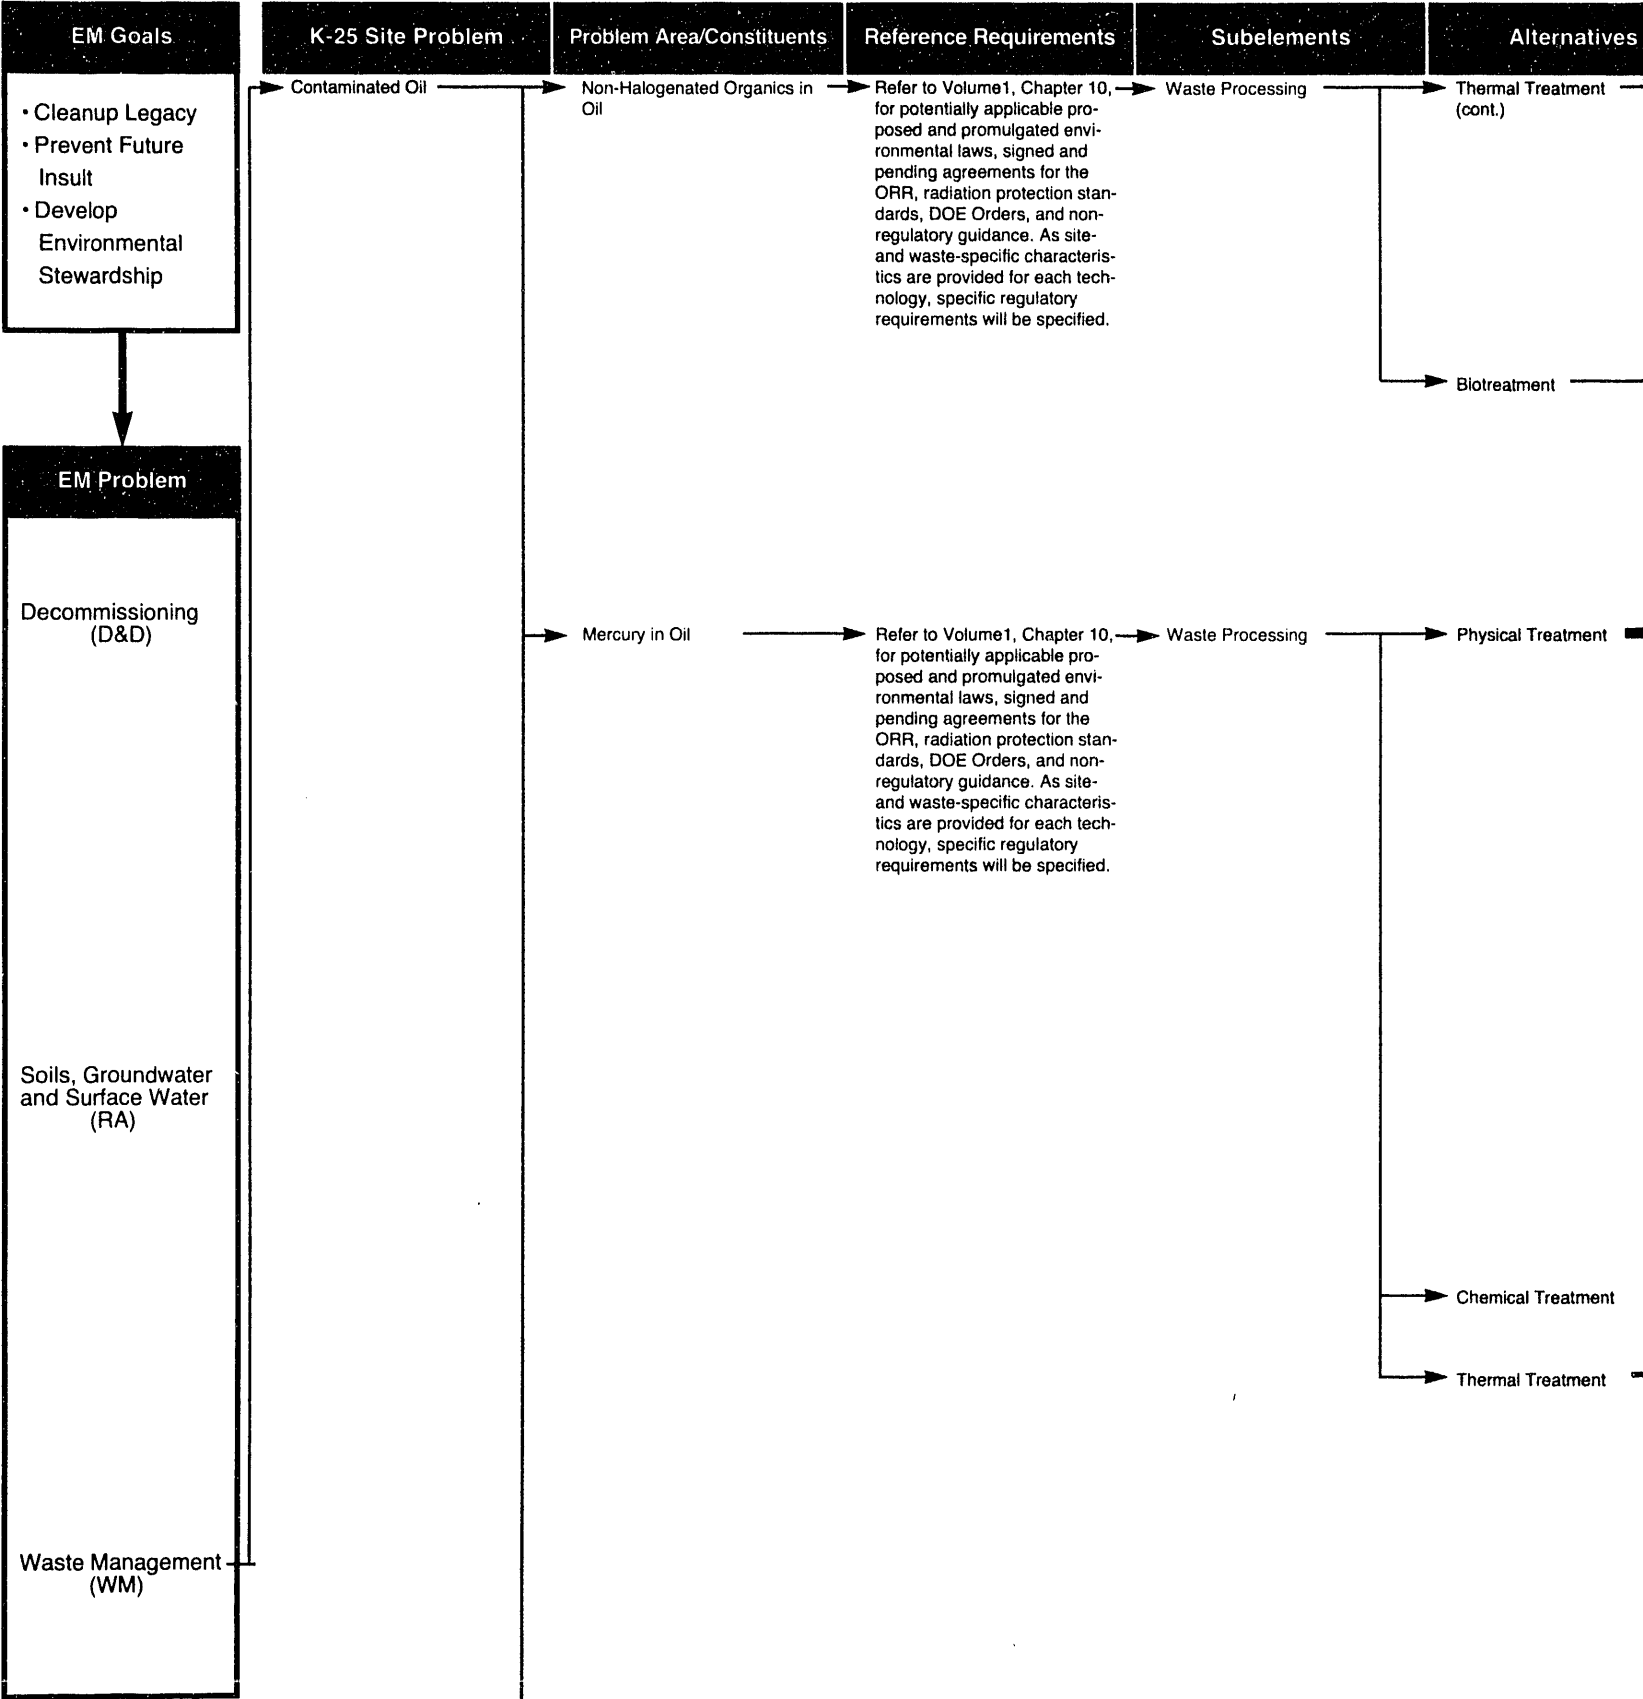 EM Goals
K-25 Site Problem
Problem Area/Constituents
Reference Requirements
Subelements
Alternatives
• Cleanup Legacy
• Prevent Future
Insult
• Develop
Environmental
Stewardship
EM Problem
Decommissioning
(D&D)
Soils, Groundwater
and Surface Water
(RA)
Waste Management
(WM)
Contaminated Oil
Non-Halogenated Organics in
Oil
Refer to Volume1, Chapter 10,
for potentially applicable pro-
posed and promulgated envi-
ronmental laws, signed and
pending agreements for the
ORR, radiation protection stan-
dards, DOE Orders, and non-
regulatory guidance. As site-
and waste-specific characteris-
tics are provided for each tech-
nology, specific regulatory
requirements will be specified.
Waste Processing
Thermal Treatment
(cont.)
Biotreatment
Mercury in Oil
Refer to Volume1, Chapter 10,
for potentially applicable pro-
posed and promulgated envi-
ronmental laws, signed and
pending agreements for the
ORR, radiation protection stan-
dards, DOE Orders, and non-
regulatory guidance. As site-
and waste-specific characteris-
tics are provided for each tech-
nology, specific regulatory
requirements will be specified.
Waste Processing
Physical Treatment
Chemical Treatment
Thermal Treatment